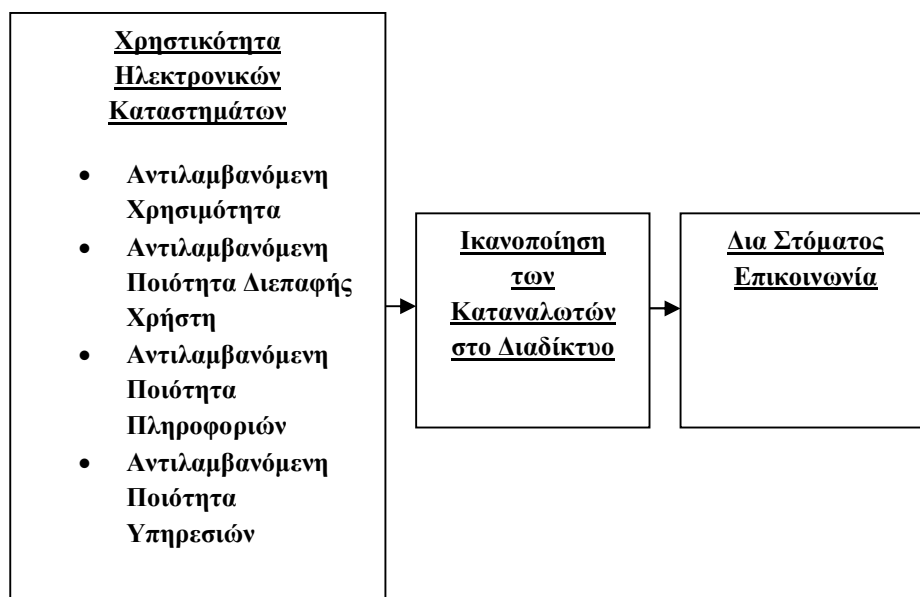 Χρηστικότητα
Ηλεκτρονικών
Καταστημάτων
• Αντιλαμβανόμενη
Χρησιμότητα
• Αντιλαμβανόμενη
Ποιότητα Διεπαφής
Χρήστη
• Αντιλαμβανόμενη
Ποιότητα
Πληροφοριών
• Αντιλαμβανόμενη
Ποιότητα
Υπηρεσιών
Ικανοποίηση
των
Καταναλωτών
στο Διαδίκτυο
Δια Στόματος
Επικοινωνία